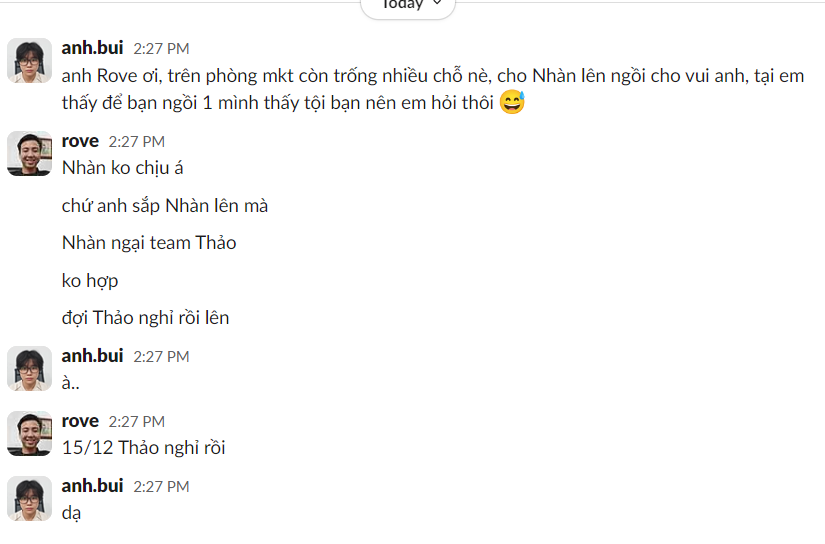 Today
anh.bui 2:27 PM
anh Rove ơi, trên phòng mkt còn trống nhiều chỗ nè, cho Nhàn lên ngồi cho vui anh, tại em
thấy để bạn ngồi 1 mình thấy tội bạn nên em hỏi thôi 😅
rove 2:27 PM
Nhàn ko chịu á
chứ anh sắp Nhàn lên mà
Nhàn ngại team Thảo
ko hợp
đợi Thảo nghỉ rồi lên
anh.bui 2:27 PM
à..
rove 2:27 PM
15/12 Thảo nghỉ rồi
anh.bui 2:27 PM
dạ